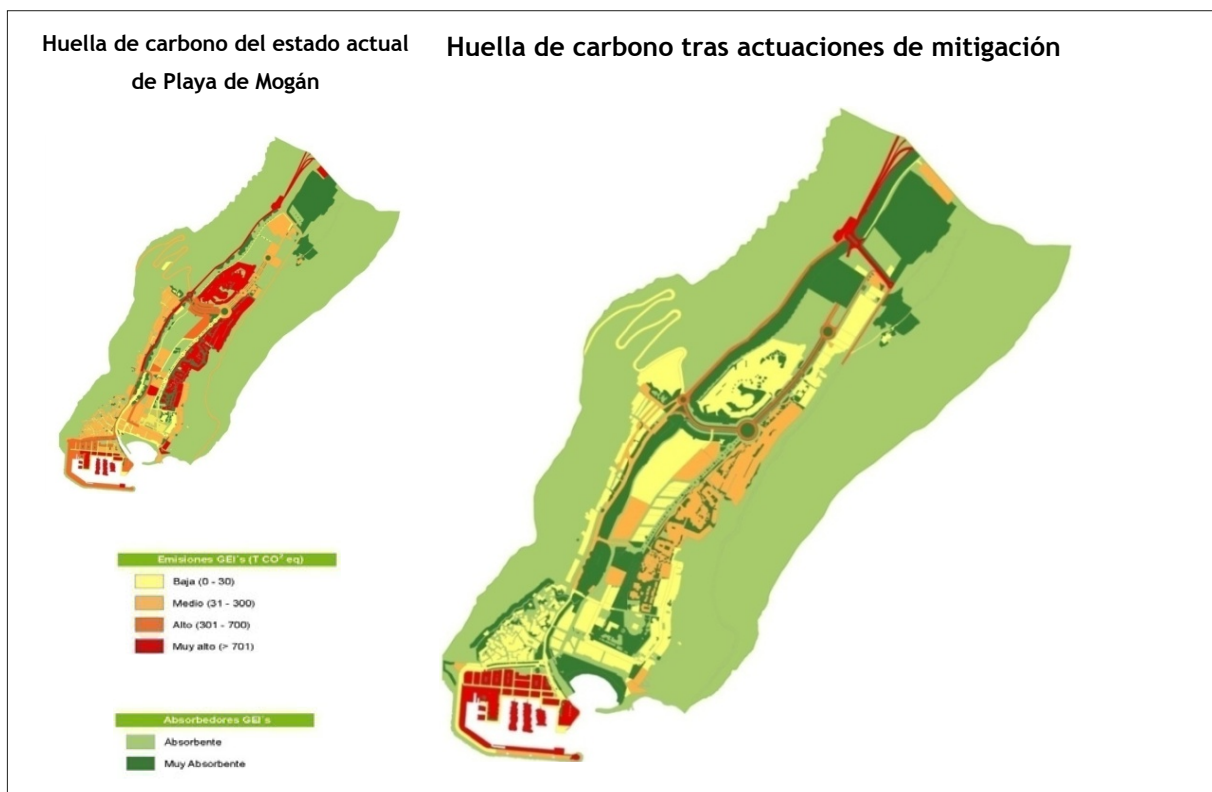 Huella de carbono del estado actual
de Playa de Mogán
Huella de carbono tras actuaciones de mitigación
Emisiones GEI´s (T CO² eq)
Baja (0 - 30)
Medio (31 - 300)
Alto (301 - 700)
Muy alto (> 701)
Absorbedores GEI´s
Absorbente
Muy Absorbente